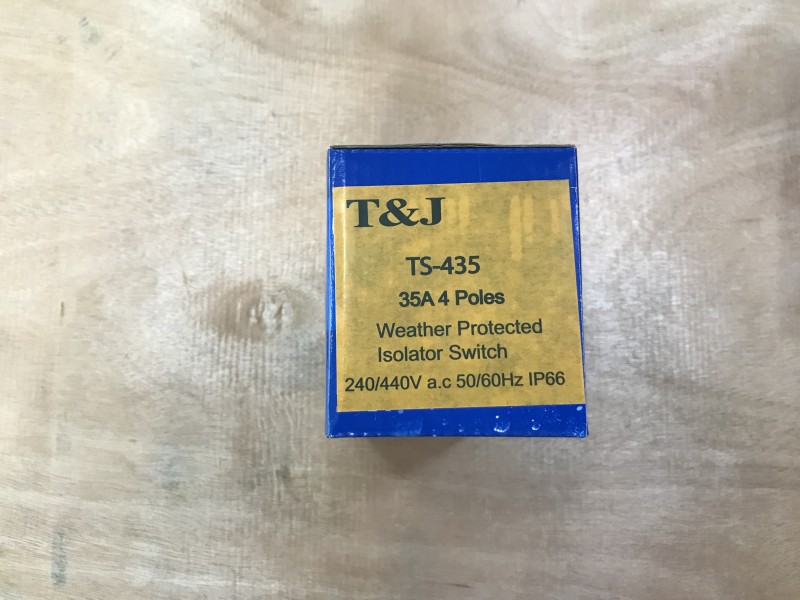 T&J
TS-435
35A 4 Poles
Weather Protected
Isolator Switch
240/440V a.c 50/60Hz IP66